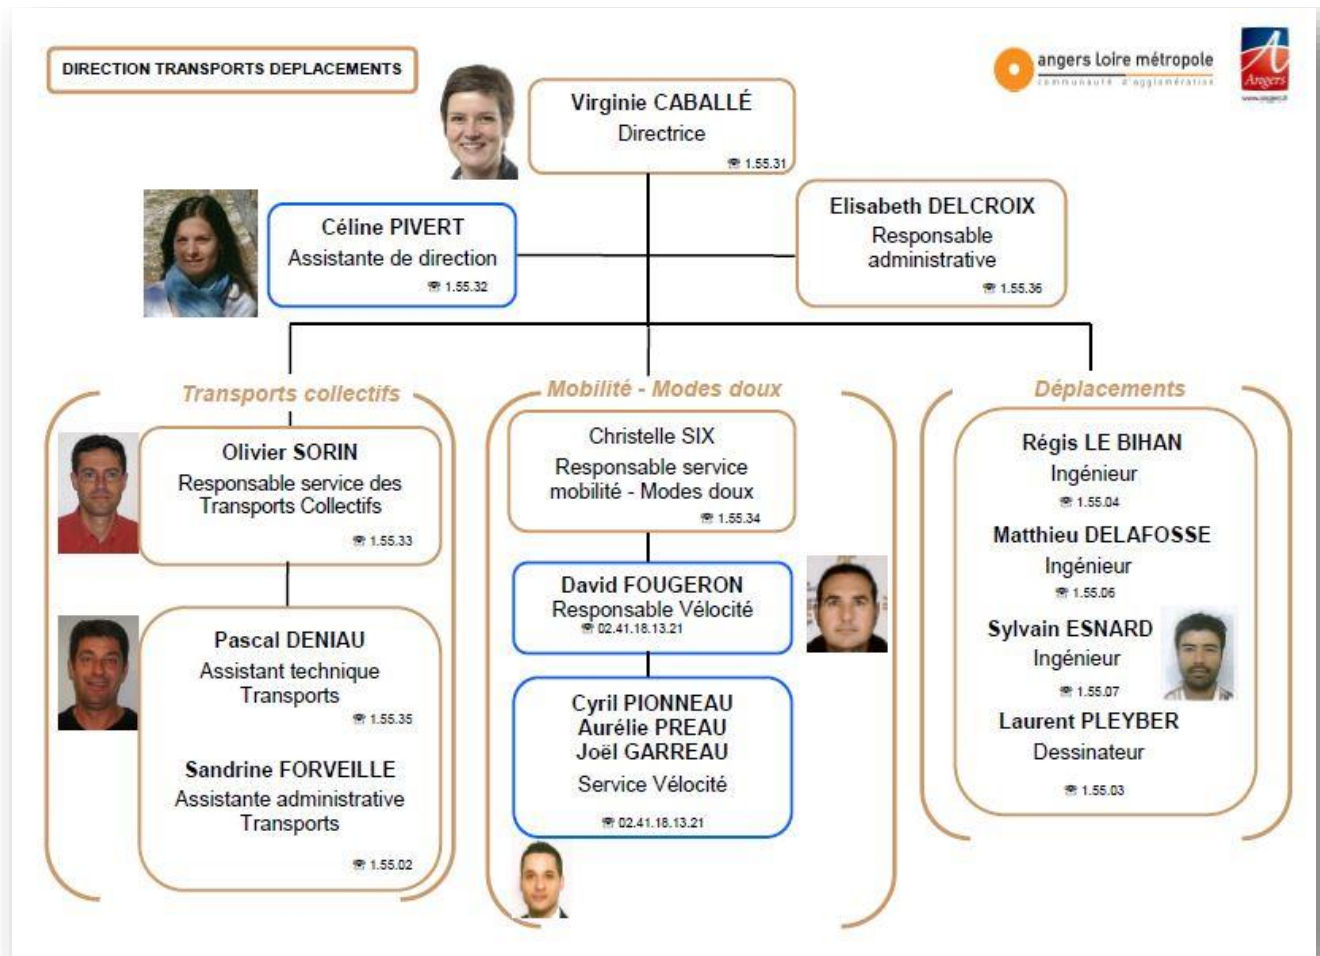 DIRECTION TRANSPORTS DEPLACEMENTS
angers Loire métropole
communauté d'agglomération
Angers
www.angers.fr
Virginie CABALLÉ
Directrice
☎ 1.55.31
Céline PIVERT
Assistante de direction
☎ 1.55.32
Elisabeth DELCROIX
Responsable
administrative
☎ 1.55.36
Transports collectifs
Olivier SORIN
Responsable service des
Transports Collectifs
☎ 1.55.33
Pascal DENIAU
Assistant technique
Transports
☎ 1.55.35
Sandrine FORVEILLE
Assistante administrative
Transports
☎ 1.55.02
Mobilité - Modes doux
Christelle SIX
Responsable service
mobilité - Modes doux
☎ 1.55.34
David FOUGERON
Responsable Vélocité
☎ 02.41.18.13.21
Cyril PIONNEAU
Aurélie PREAU
Joël GARREAU
Service Vélocité
☎ 02.41.18.13.21
Déplacements
Régis LE BIHAN
Ingénieur
☎ 1.55.04
Matthieu DELAFOSSE
Ingénieur
☎ 1.55.06
Sylvain ESNARD
Ingénieur
☎ 1.55.07
Laurent PLEYBER
Dessinateur
☎ 1.55.03